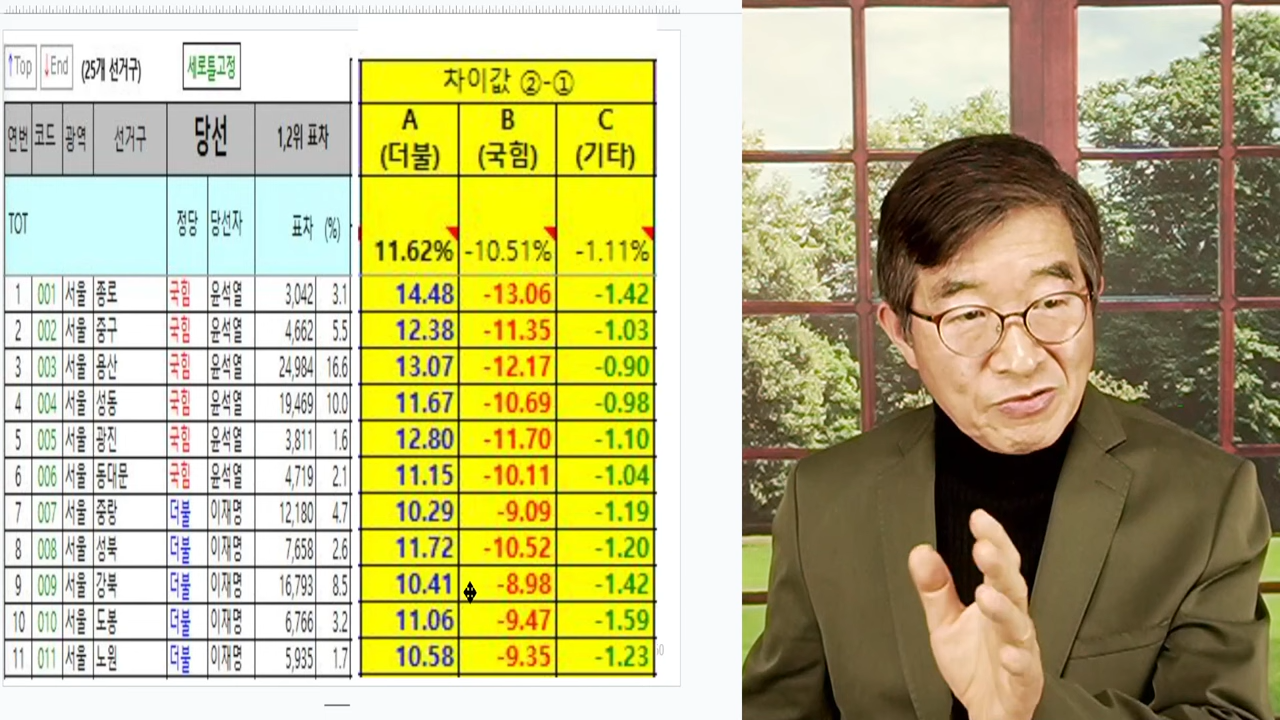 ↑Top ↓End (25개 선거구) 세로틀고정
차이값 ②-①
연번 코드 광역 선거구 당선 1,2위 표차 A (더불) B (국힘) C (기타)
TOT 정당 당선자 표차 (%) 11.62% -10.51% -1.11%
1 001 서울 종로 국힘 윤석열 3,042 3.1 14.48 -13.06 -1.42
2 002 서울 중구 국힘 윤석열 4,662 5.5 12.38 -11.35 -1.03
3 003 서울 용산 국힘 윤석열 24,984 16.6 13.07 -12.17 -0.90
4 004 서울 성동 국힘 윤석열 19,469 10.0 11.67 -10.69 -0.98
5 005 서울 광진 국힘 윤석열 3,811 1.6 12.80 -11.70 -1.10
6 006 서울 동대문 국힘 윤석열 4,719 2.1 11.15 -10.11 -1.04
7 007 서울 중랑 더불 이재명 12,180 4.7 10.29 -9.09 -1.19
8 008 서울 성북 더불 이재명 7,658 2.6 11.72 -10.52 -1.20
9 009 서울 강북 더불 이재명 16,793 8.5 10.41 -8.98 -1.42
10 010 서울 도봉 더불 이재명 6,766 3.2 11.06 -9.47 -1.59
11 011 서울 노원 더불 이재명 5,935 1.7 10.58 -9.35 -1.23